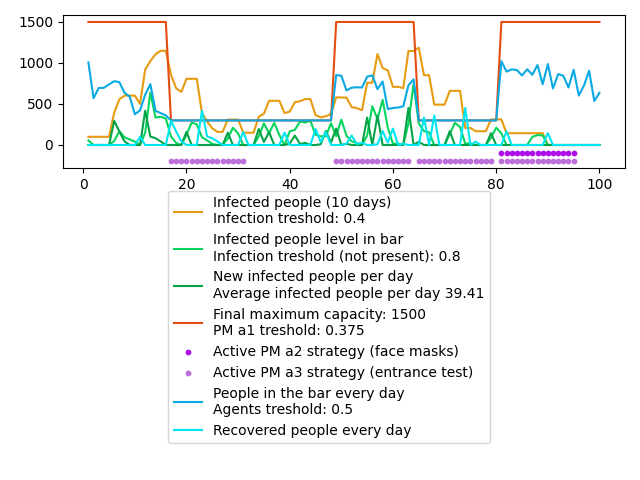 1500
1000
500
0
0
20
40
60
80
100
Infected people (10 days)
Infection treshold: 0.4
Infected people level in bar
Infection treshold (not present): 0.8
New infected people per day
Average infected people per day 39.41
Final maximum capacity: 1500
PM a1 treshold: 0.375
Active PM a2 strategy (face masks)
Active PM a3 strategy (entrance test)
People in the bar every day
Agents treshold: 0.5
Recovered people every day